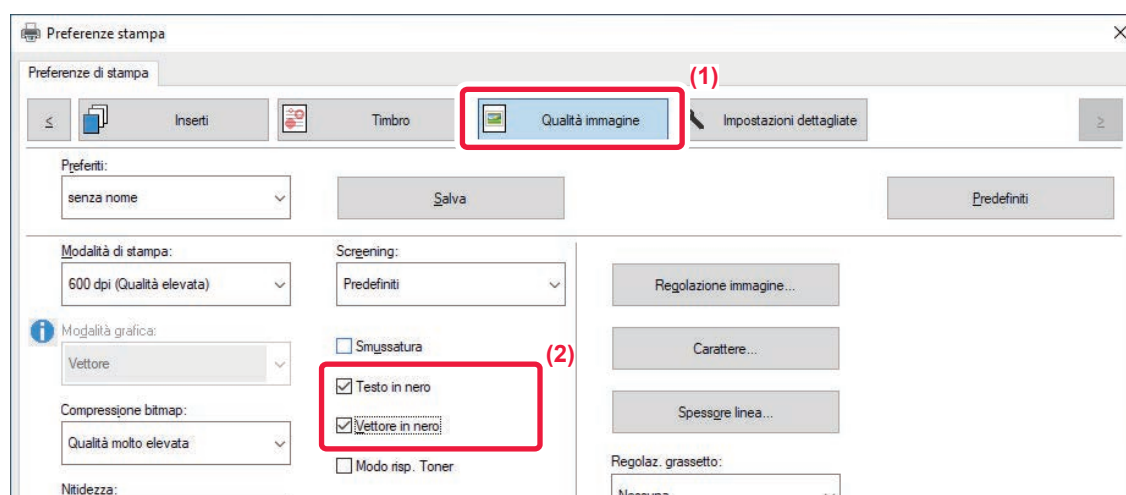 Preferenze stampa
Preferenze di stampa
(1)
<
Inserti
Timbro
Qualità immagine
Impostazioni dettagliate
>
Preferiti:
senza nome
Salva
Predefiniti
Modalità di stampa:
Screening:
600 dpi (Qualità elevata)
Predefiniti
Regolazione immagine...
Modalità grafica:
Smussatura
(2)
Carattere...
Vettore
Testo in nero
Compressione bitmap:
Vettore in nero
Spessore linea...
Qualità molto elevata
Modo risp. Toner
Regolaz. grassetto:
Nitidezza:
Nessuna